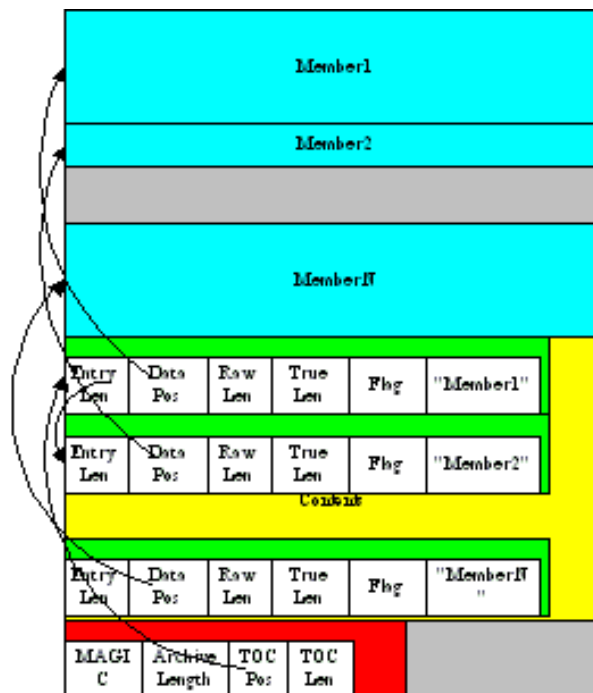 Member1
Member2
MemberN
Entry Data Raw True Flag "Member1"
Len Pos Len Len
Entry Data Raw True Flag "Member2"
Len Pos Len Len
Content
Entry Data Raw True Flag "MemberN
Len Pos Len Len "
MAGI Archive TOC TOC
C Length Pos Len